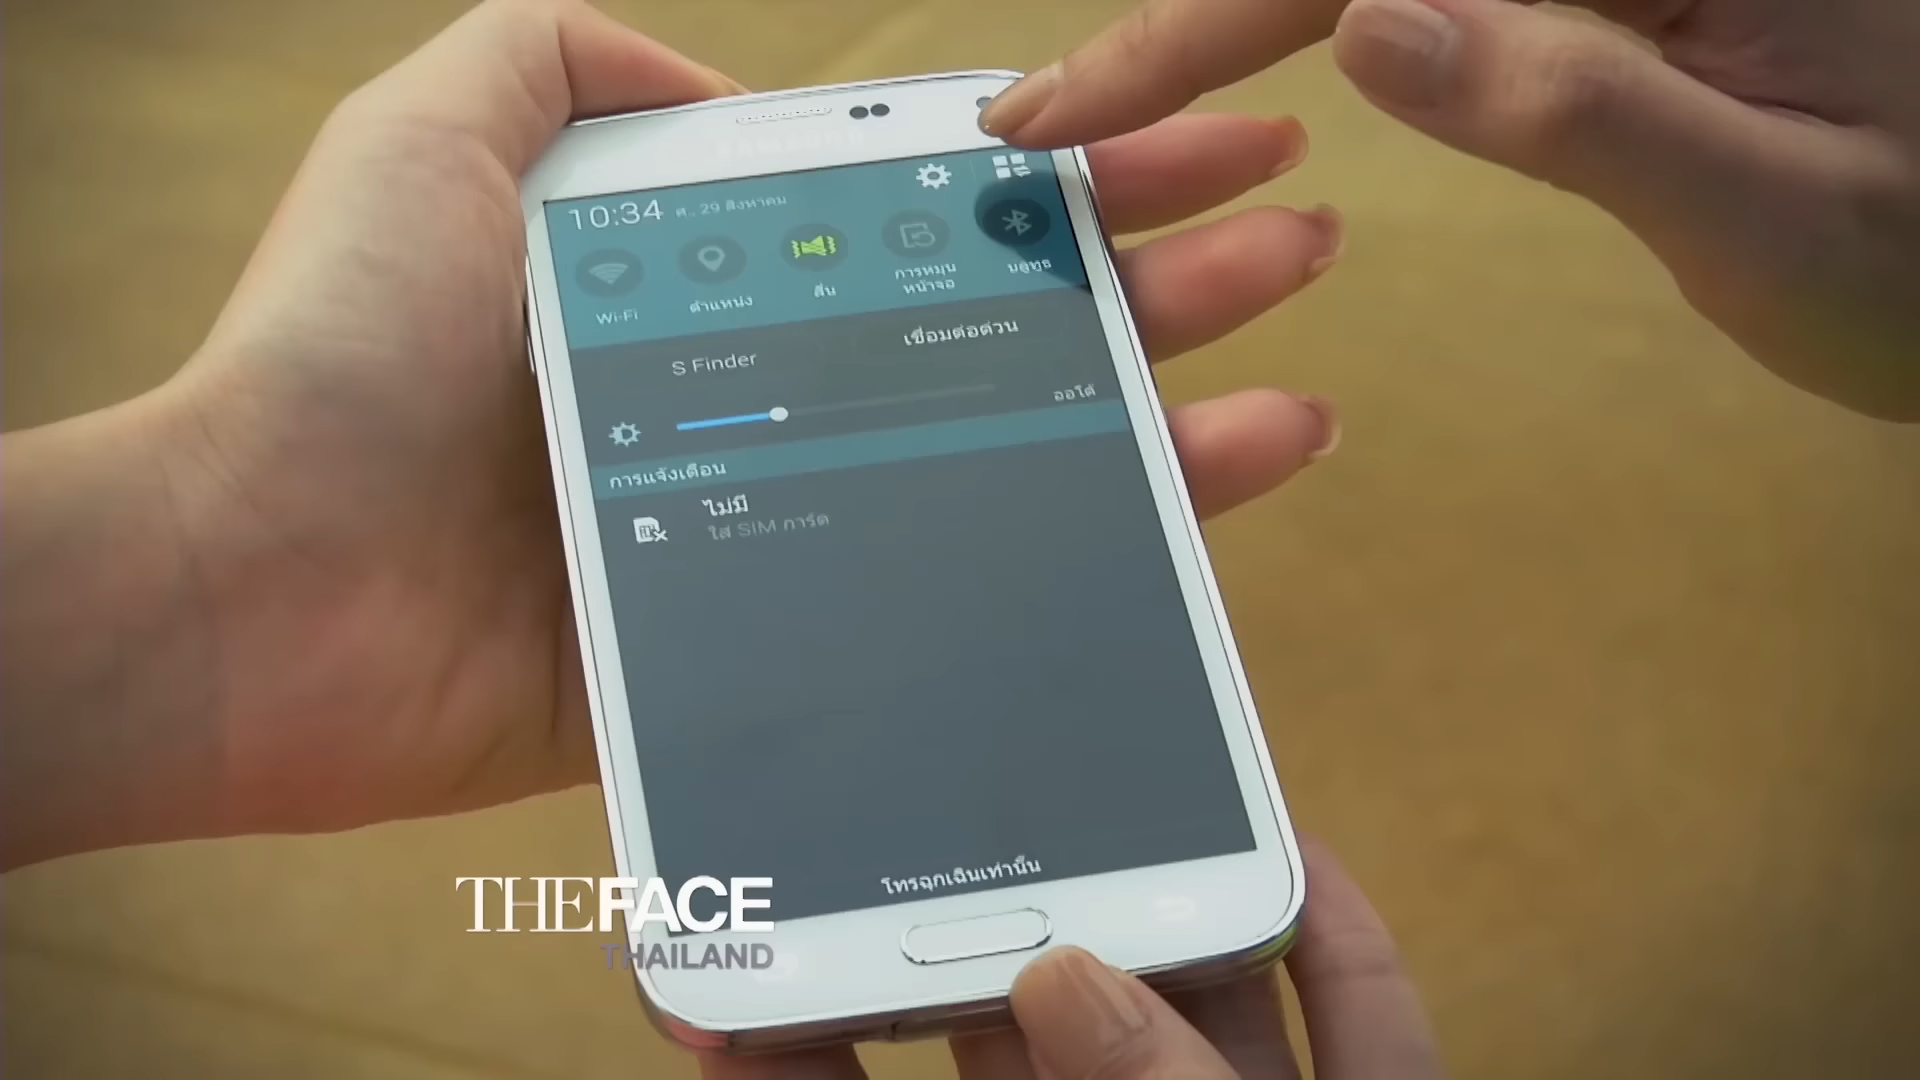 SAMSUNG
10:34 ศ., 29 สิงหาคม
Wi-Fi
ตำแหน่ง
สั่น
การหมุน
หน้าจอ
บลูทูธ
S Finder
เชื่อมต่อด่วน
ออโต้
การแจ้งเตือน
ไม่มี
ใส่ SIM การ์ด
โทรฉุกเฉินเท่านั้น
THEFACE
THAILAND